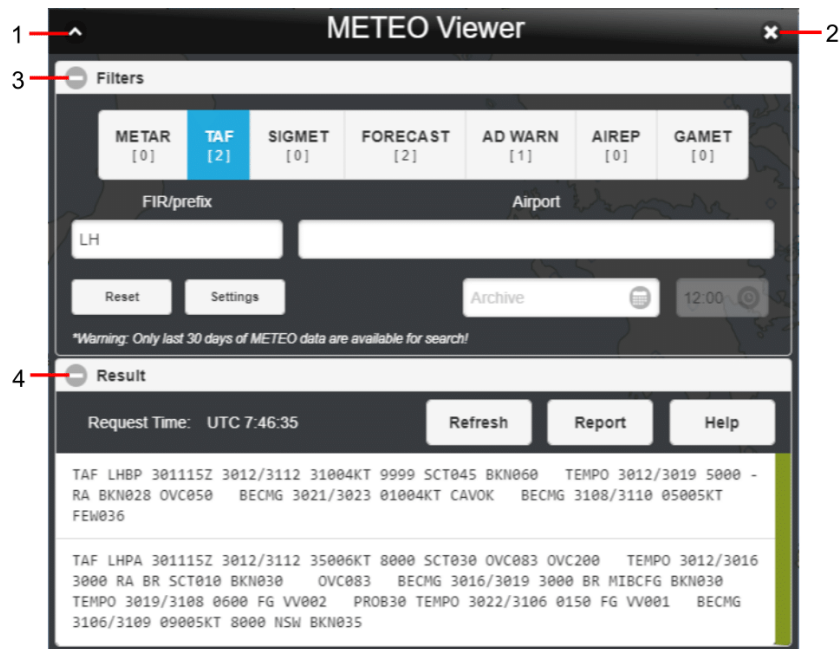 1
METEO Viewer
2
3
Filters
METAR TAF SIGMET FORECAST AD WARN AIREP GAMET
[0] [2] [0] [2] [1] [0] [0]
FIR/prefix Airport
LH
Reset Settings Archive 12:00
*Warning: Only last 30 days of METEO data are available for search!
4
Result
Request Time: UTC 7:46:35 Refresh Report Help
TAF LHBP 301115Z 3012/3112 31004KT 9999 SCT045 BKN060 TEMPO 3012/3019 5000 -
RA BKN028 OVC050 BECMG 3021/3023 01004KT CAVOK BECMG 3108/3110 05005KT
FEW036
TAF LHPA 301115Z 3012/3112 35006KT 8000 SCT030 OVC083 OVC200 TEMPO 3012/3016
3000 RA BR SCT010 BKN030 OVC083 BECMG 3016/3019 3000 BR MIBCFG BKN030
TEMPO 3019/3108 0600 FG VV002 PROB30 TEMPO 3022/3106 0150 FG VV001 BECMG
3106/3109 09005KT 8000 NSW BKN035